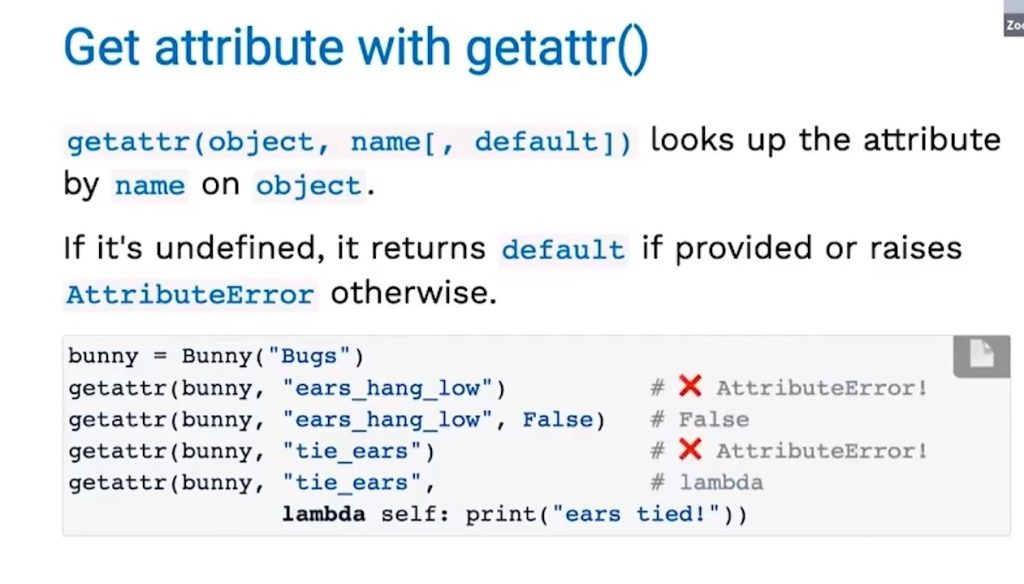 Get attribute with getattr()
getattr(object, name[, default]) looks up the attribute
by name on object.
If it's undefined, it returns default if provided or raises
AttributeError otherwise.
bunny = Bunny("Bugs")
getattr(bunny, "ears_hang_low") # ❌ AttributeError!
getattr(bunny, "ears_hang_low", False) # False
getattr(bunny, "tie_ears") # ❌ AttributeError!
getattr(bunny, "tie_ears", # lambda
lambda self: print("ears tied!"))